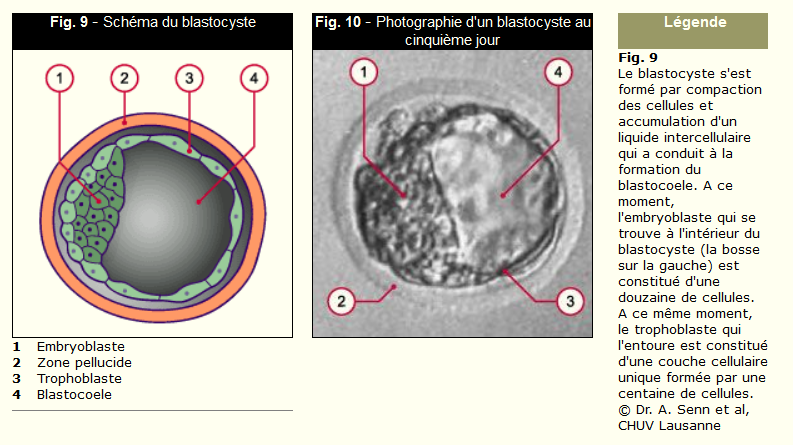 Fig. 9 - Schéma du blastocyste
1 2 3 4
1 Embryoblaste
2 Zone pellucide
3 Trophoblaste
4 Blastocoele
Fig. 10 - Photographie d'un blastocyste au
cinquième jour
1 4
2 3
Légende
Fig. 9
Le blastocyste s'est
formé par compaction
des cellules et
accumulation d'un
liquide intercellulaire
qui a conduit à la
formation du
blastocoele. A ce
moment,
l'embryoblaste qui se
trouve à l'intérieur du
blastocyste (la bosse
sur la gauche) est
constitué d'une
douzaine de cellules.
A ce même moment,
le trophoblaste qui
l'entoure est constitué
d'une couche cellulaire
unique formée par une
centaine de cellules.
© Dr. A. Senn et al,
CHUV Lausanne